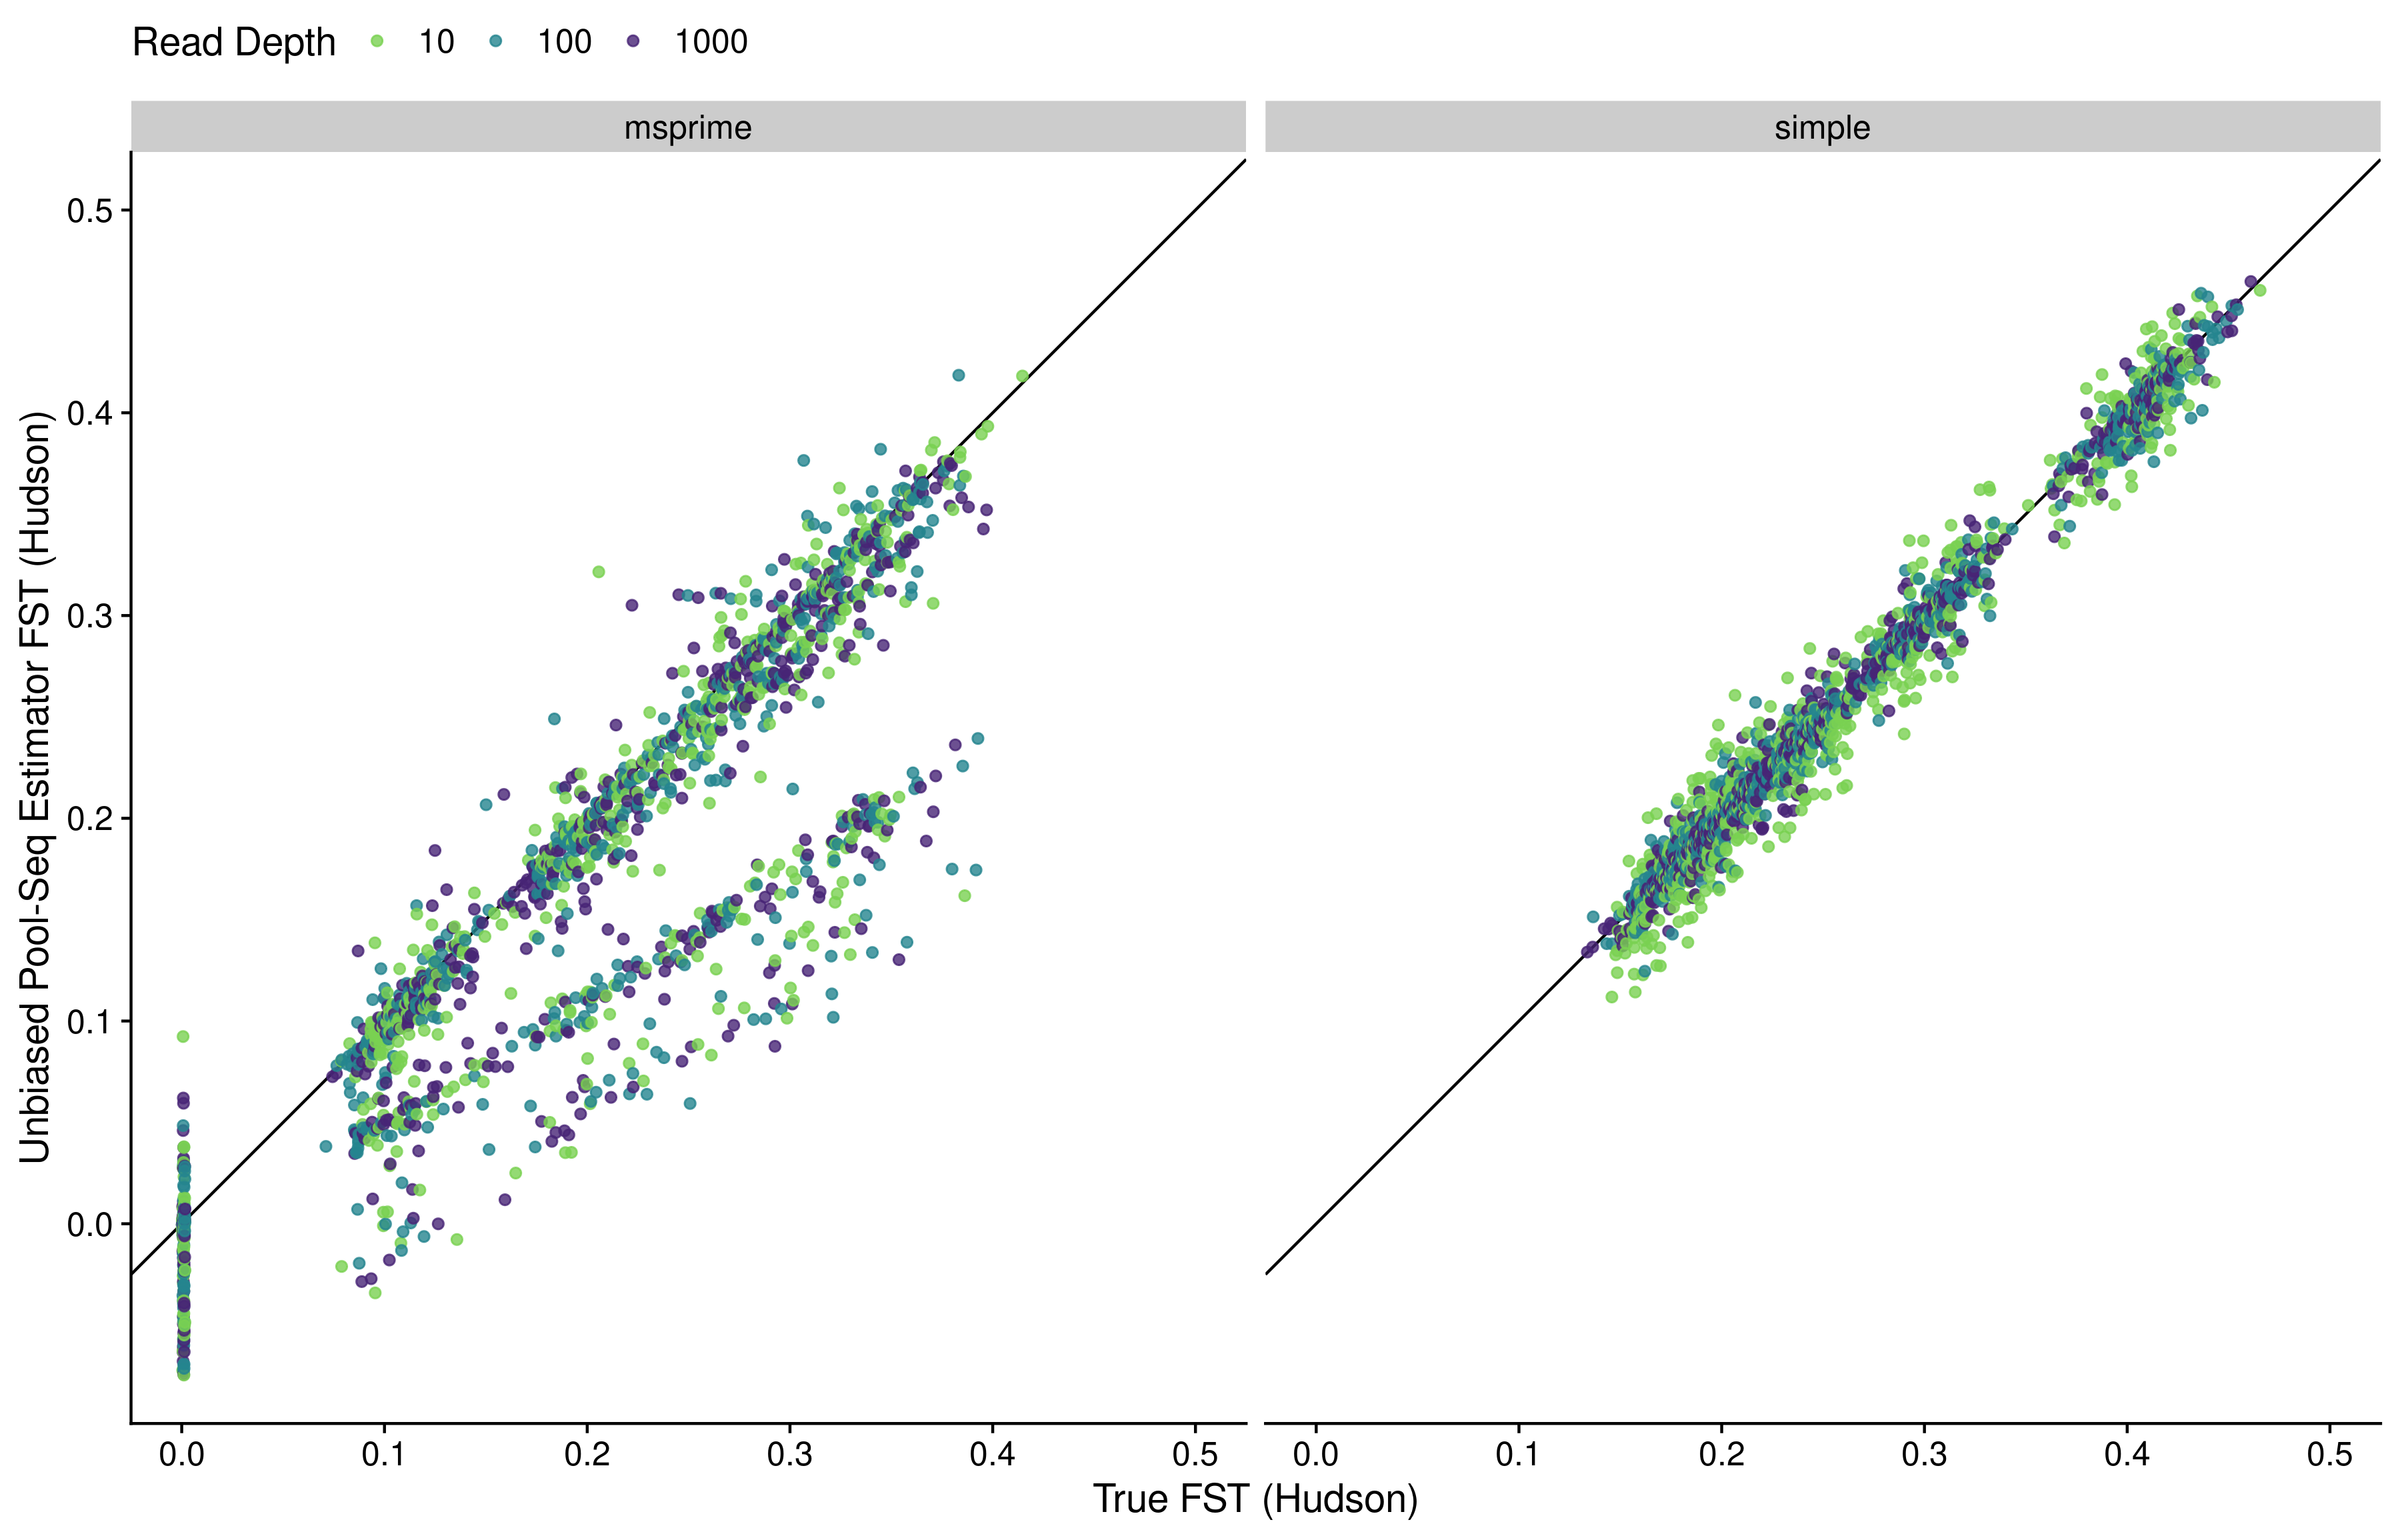 Read Depth 10 100 1000
msprime simple
Unbiased Pool-Seq Estimator FST (Hudson)
0.5
0.4
0.3
0.2
0.1
0.0
0.0 0.1 0.2 0.3 0.4 0.5 0.0 0.1 0.2 0.3 0.4 0.5
True FST (Hudson)